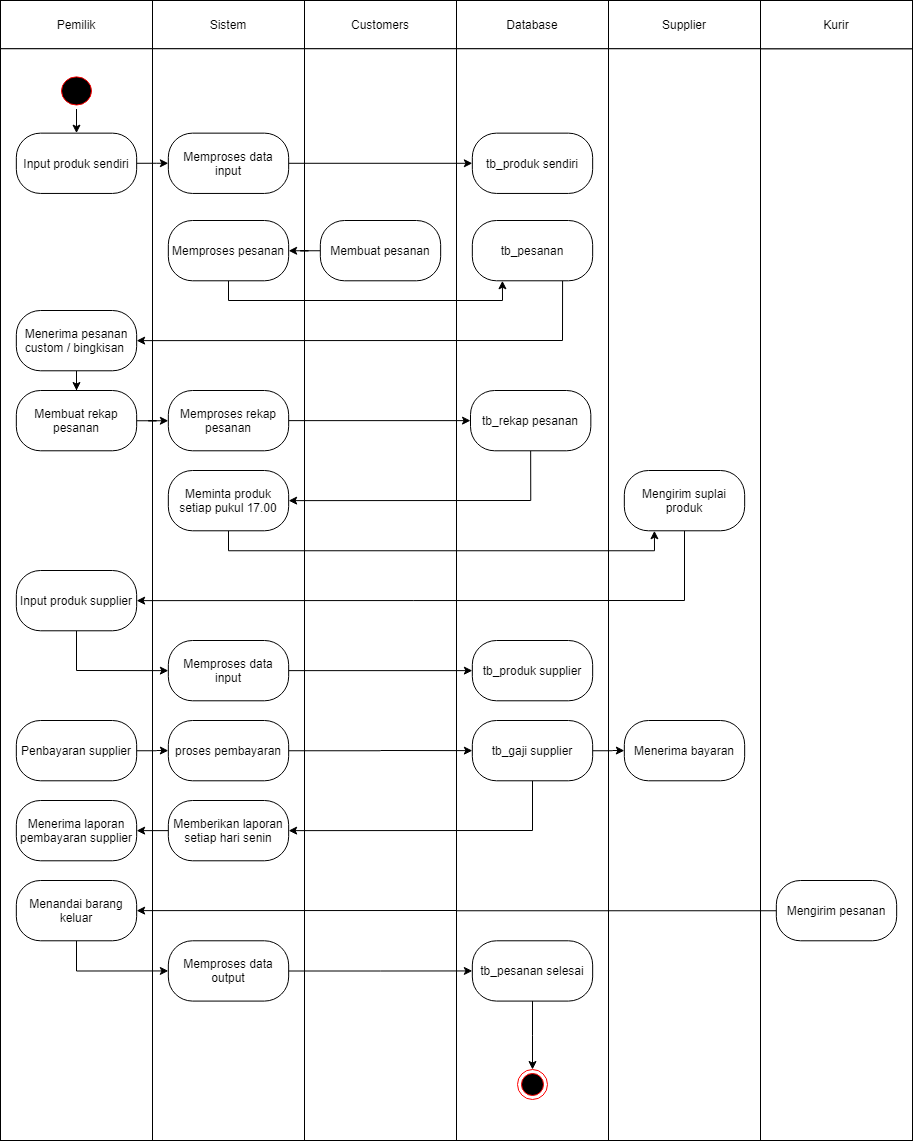 Pemilik
Sistem
Customers
Database
Supplier
Kurir
Input produk sendiri
Memproses data
input
tb_produk sendiri
Memproses pesanan
Membuat pesanan
tb_pesanan
Menerima pesanan
custom / bingkisan
Membuat rekap
pesanan
Memproses rekap
pesanan
tb_rekap pesanan
Meminta produk
setiap pukul 17.00
Mengirim suplai
produk
Input produk supplier
Memproses data
input
tb_produk supplier
Penbayaran supplier
proses pembayaran
tb_gaji supplier
Menerima bayaran
Menerima laporan
pembayaran supplier
Memberikan laporan
setiap hari senin
Menandai barang
keluar
Mengirim pesanan
Memproses data
output
tb_pesanan selesai